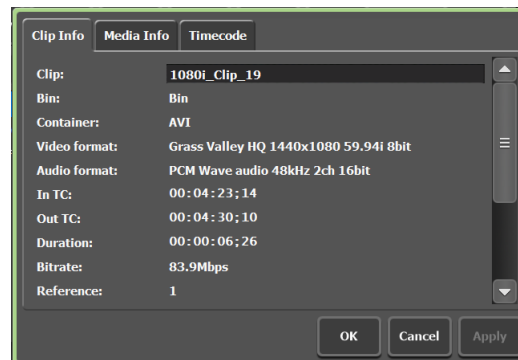 Clip Info Media Info Timecode
Clip: 1080i_Clip_19
Bin: Bin
Container: AVI
Video format: Grass Valley HQ 1440x1080 59.94i 8bit
Audio format: PCM Wave audio 48kHz 2ch 16bit
In TC: 00:04:23;14
Out TC: 00:04:30;10
Duration: 00:00:06;26
Bitrate: 83.9Mbps
Reference: 1
OK Cancel Apply